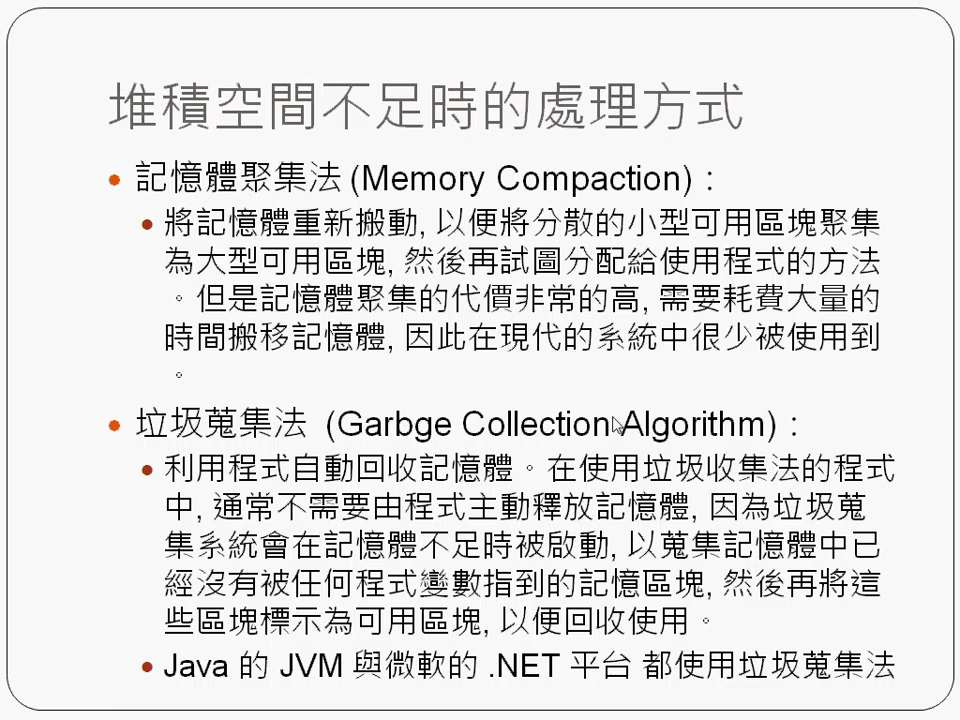 堆積空間不足時的處理方式
記憶體聚集法 (Memory Compaction)：
將記憶體重新搬動, 以便將分散的小型可用區塊聚集
為大型可用區塊, 然後再試圖分配給使用程式的方法
。但是記憶體聚集的代價非常的高, 需要耗費大量的
時間搬移記憶體, 因此在現代的系統中很少被使用到
。
垃圾蒐集法 (Garbge Collection Algorithm)：
利用程式自動回收記憶體。在使用垃圾收集法的程式
中, 通常不需要由程式主動釋放記憶體, 因為垃圾蒐
集系統會在記憶體不足時被啟動, 以蒐集記憶體中已
經沒有被任何程式變數指到的記憶區塊, 然後再將這
些區塊標示為可用區塊, 以便回收使用。
Java 的 JVM 與微軟的 .NET 平台 都使用垃圾蒐集法